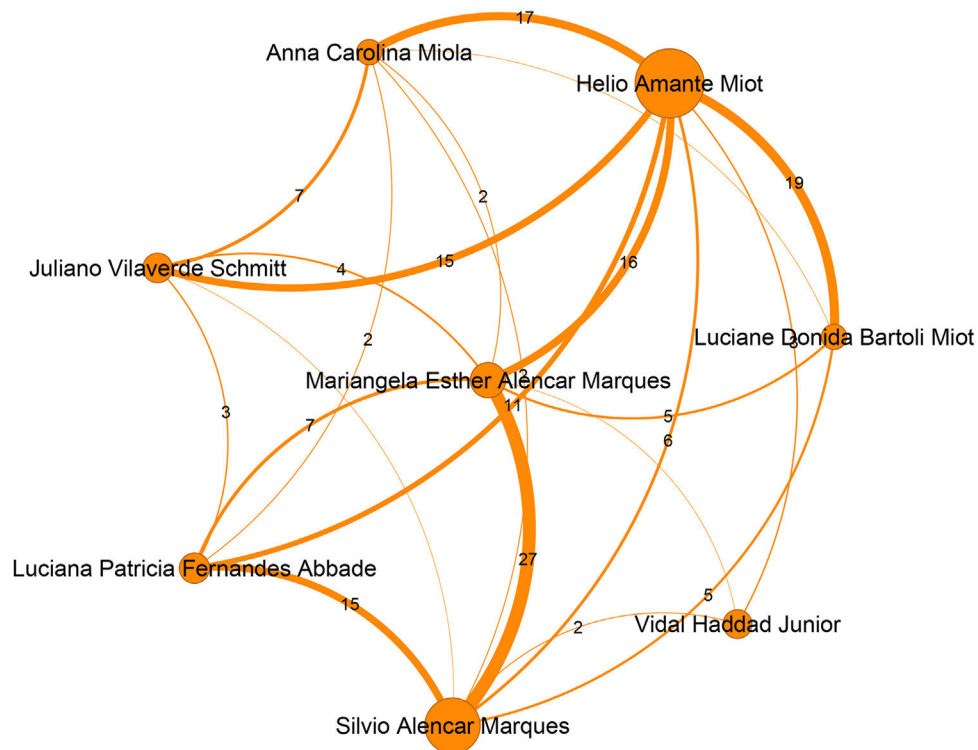 17
Anna Carolina Miola
Helio Amante Miot
19
7
2
Juliano Vilaverde Schmitt
4
15
16
2
3
Luciane Donida Bartoli Miot
Mariangela Esther Alencar Marques
2
3
7
11
5
6
27
Luciana Patricia Fernandes Abbade
15
5
2
Vidal Haddad Junior
Silvio Alencar Marques